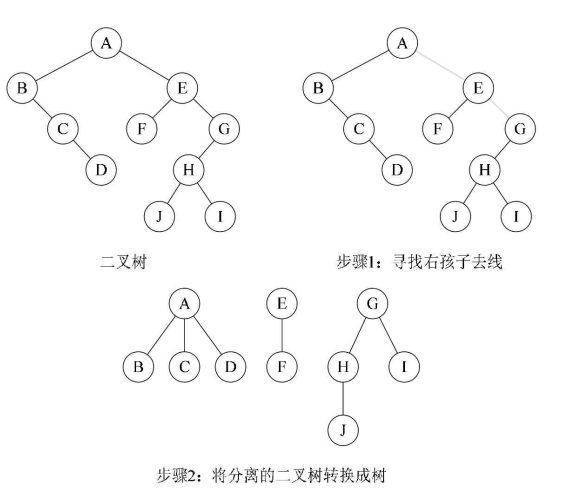 A A
B E B E
C F G C F G
D H D H
J I J I
二叉树 步骤1：寻找右孩子去线
A E G
B C D F H I
J
步骤2：将分离的二叉树转换成树